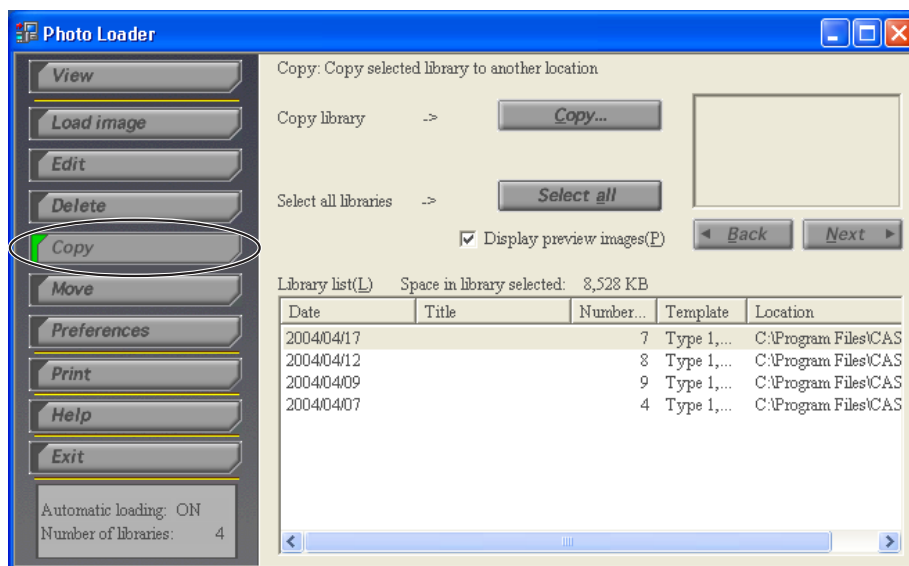 Photo Loader
View
Load image
Edit
Delete
Copy
Move
Preferences
Print
Help
Exit
Automatic loading: ON
Number of libraries: 4
Copy: Copy selected library to another location
Copy library -> Copy...
Select all libraries -> Select all
Display preview images(P)
Back Next
Library list(L) Space in library selected: 8,528 KB
Date Title Number... Template Location
2004/04/17 7 Type 1,... C:\Program Files\CAS
2004/04/12 8 Type 1,... C:\Program Files\CAS
2004/04/09 9 Type 1,... C:\Program Files\CAS
2004/04/07 4 Type 1,... C:\Program Files\CAS